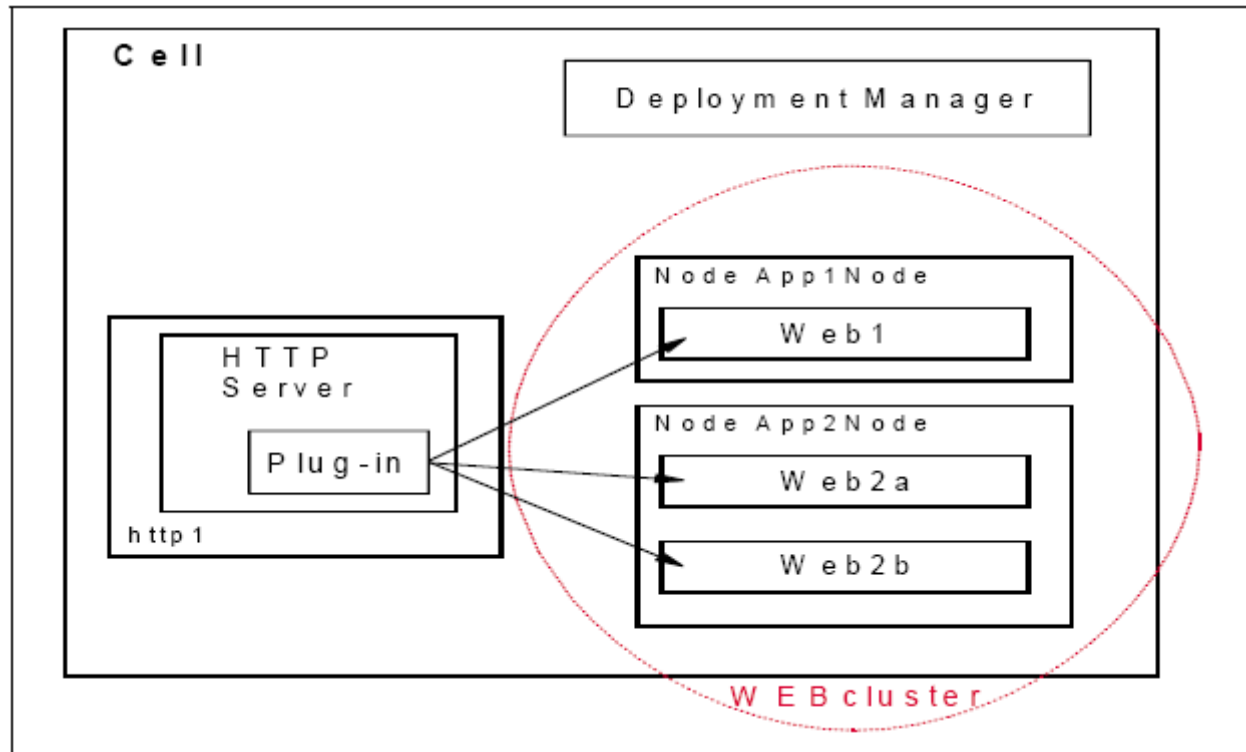 Cell
Deployment Manager
Node App1Node
Web1
HTTP
Server
Plug-in
http1
Node App2Node
Web2a
Web2b
WEBcluster